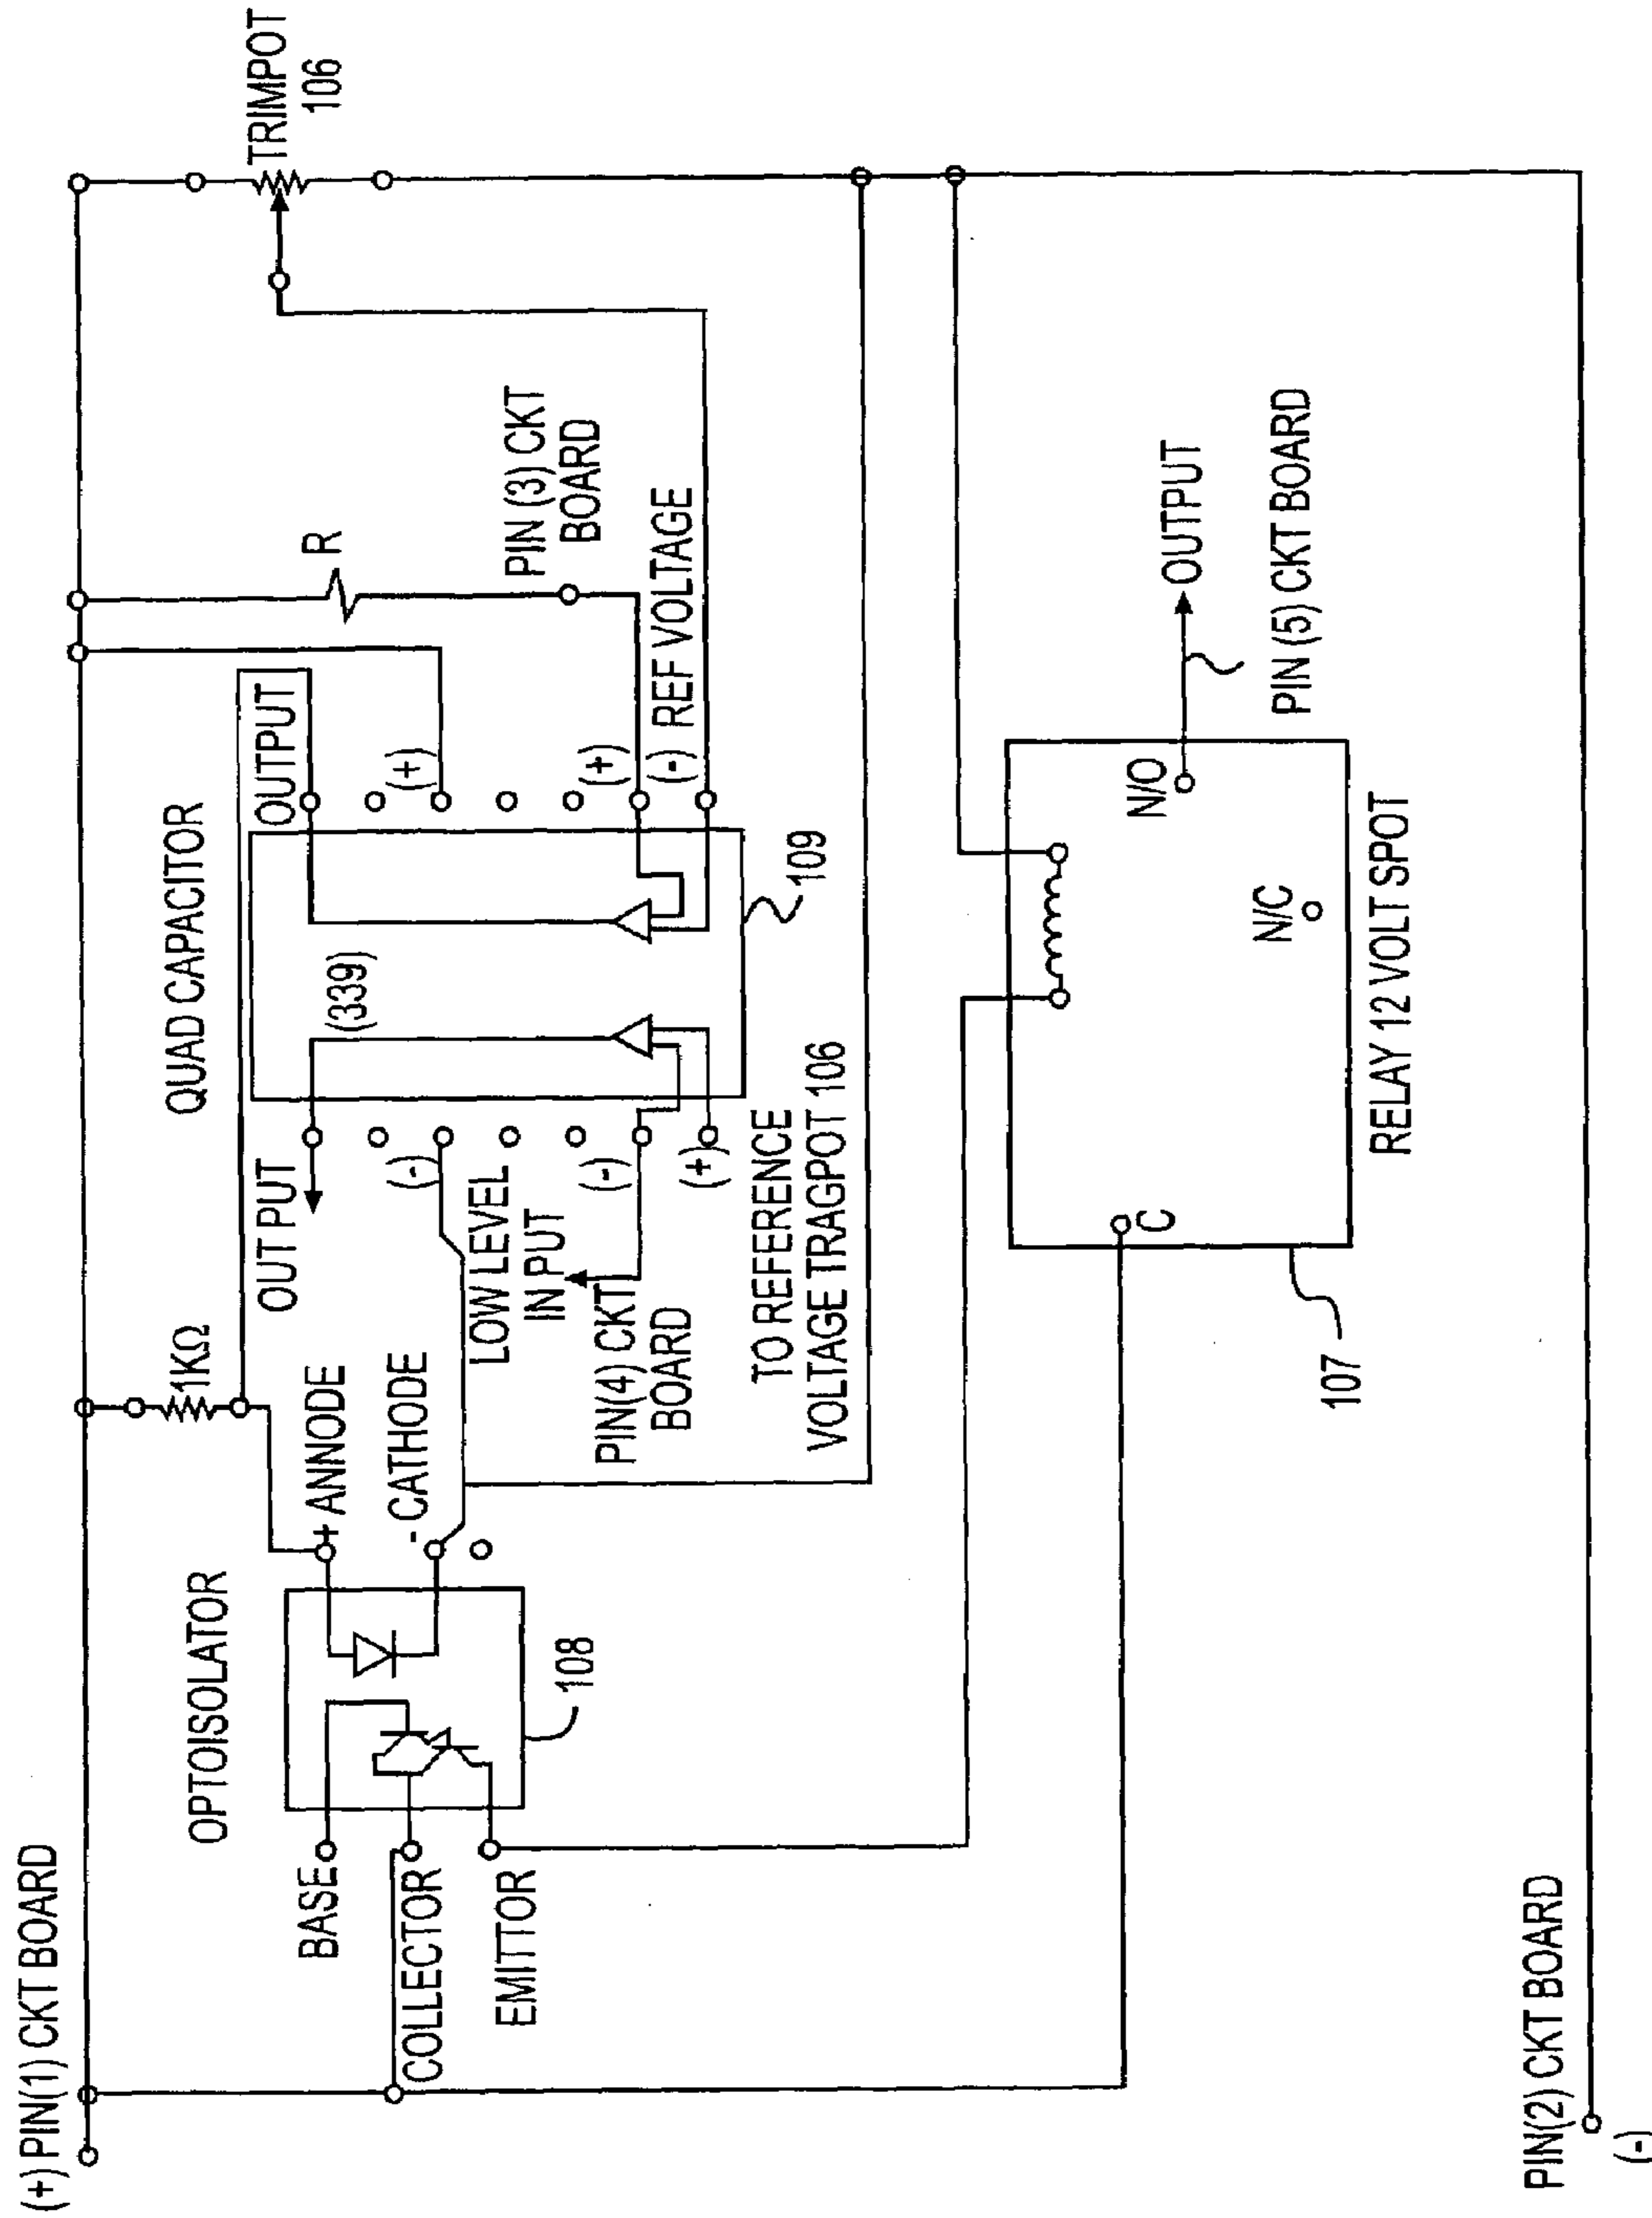 (+) PIN(1) CKT BOARD
OPTOISOLATOR
BASE
COLLECTOR
EMITTOR
108
+ ANNODE
- CATHODE
1KΩ
QUAD CAPACITOR
OUTPUT
(339)
OUTPUT
(-)
(+)
LOW LEVEL
IN PUT
(-)
(+)
PIN(4) CKT
BOARD
TO REFERENCE
VOLTAGE TRAGPOT 106
109
(+)
(-) REF VOLTAGE
R
PIN (3) CKT
BOARD
TRIMPOT
106
C
N/O
N/C
OUTPUT
PIN (5) CKT BOARD
RELAY 12 VOLT SPOT
107
PIN(2) CKT BOARD
(-)